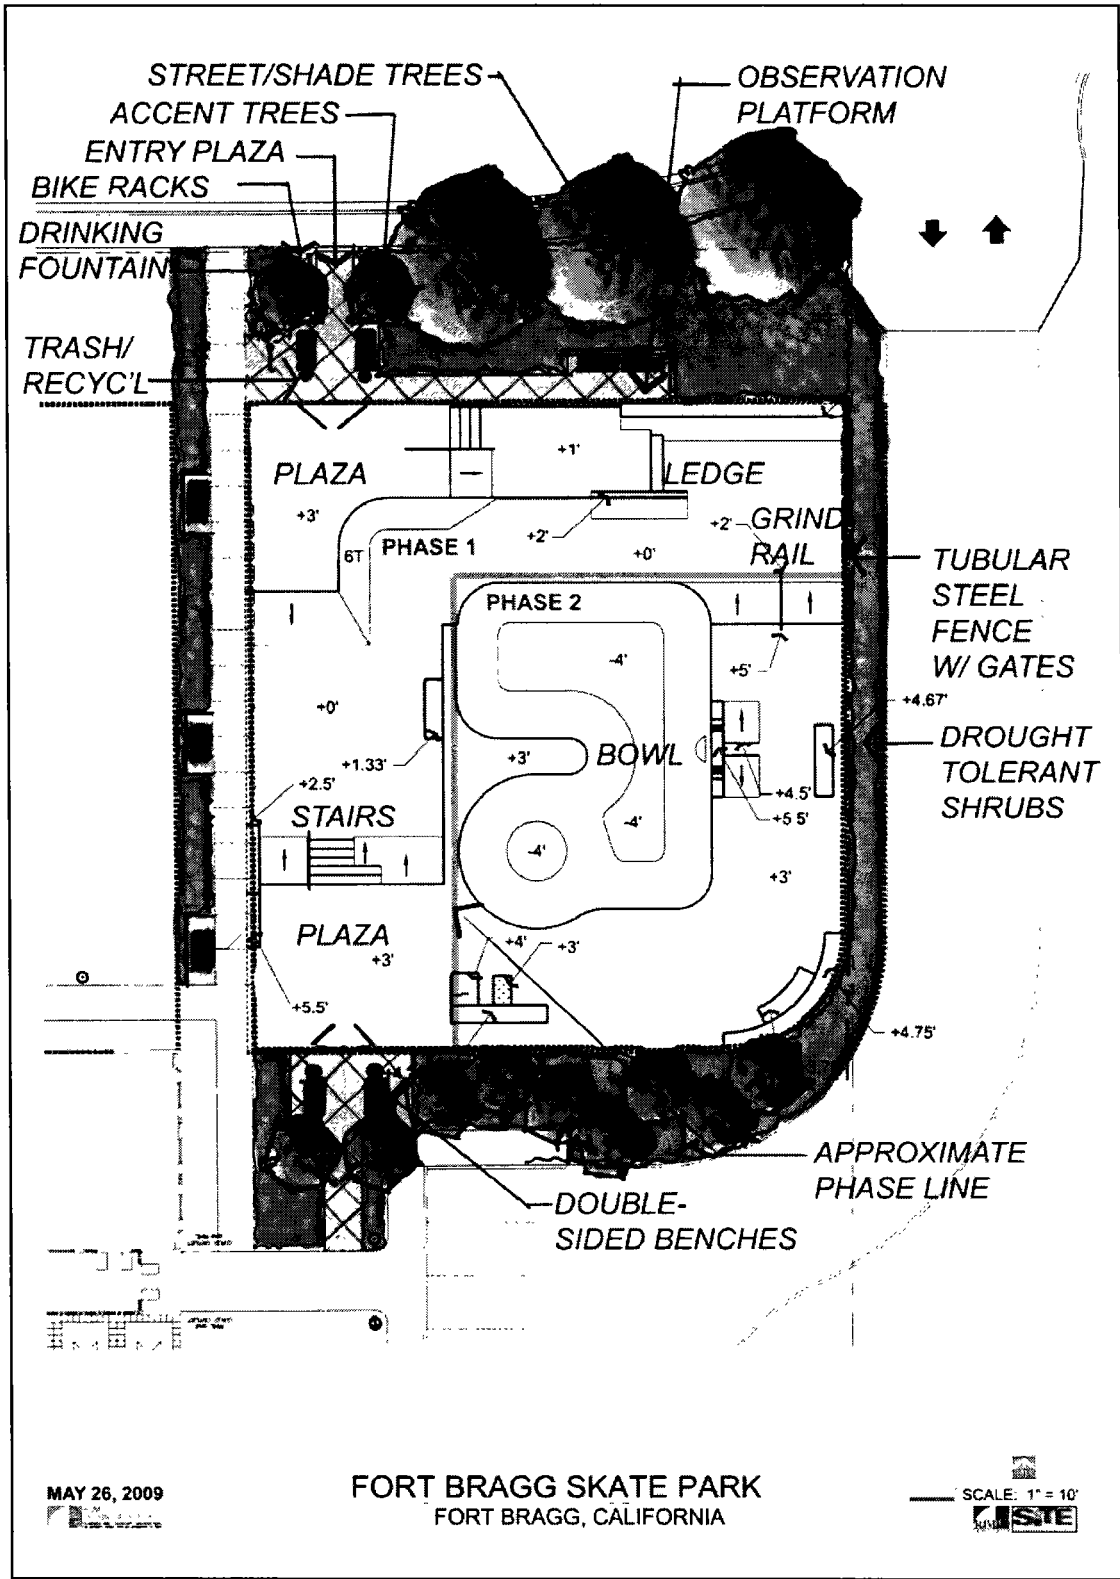 STREET/SHADE TREES
ACCENT TREES
ENTRY PLAZA
BIKE RACKS
DRINKING
FOUNTAIN
TRASH/
RECYC'L
OBSERVATION
PLATFORM
PLAZA
+3'
+1'
LEDGE
+2'
+2'
GRIND
RAIL
+0'
6T
PHASE 1
PHASE 2
TUBULAR
STEEL
FENCE
W/ GATES
-4'
+5'
+4.67'
+0'
+1.33'
+3'
BOWL
DROUGHT
TOLERANT
SHRUBS
+2.5'
STAIRS
+4.5'
+5.5'
-4'
-4'
+3'
PLAZA
+3'
+4'
+3'
+5.5'
+4.75'
APPROXIMATE
PHASE LINE
DOUBLE-
SIDED BENCHES
MAY 26, 2009
FORT BRAGG SKATE PARK
FORT BRAGG, CALIFORNIA
SCALE: 1" = 10'
SITE